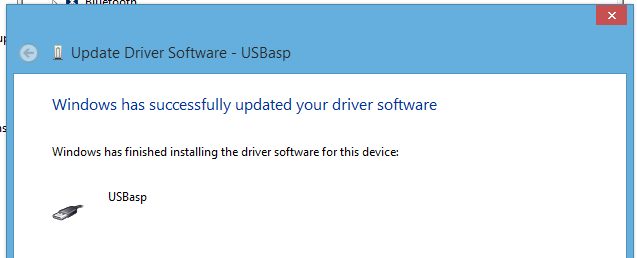 Bluetooth
Update Driver Software - USBasp
Windows has successfully updated your driver software
Windows has finished installing the driver software for this device:
USBasp